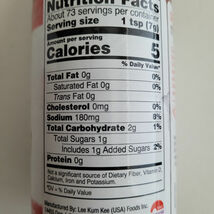 Nutrition Facts
About 73 servings per container
Serving size 1 tsp (7g)
Amount per serving
Calories 5
% Daily Value*
Total Fat 0g 0%
Saturated Fat 0g 0%
Trans Fat 0g
Cholesterol 0mg 0%
Sodium 180mg 8%
Total Carbohydrate 2g 1%
Total Sugars 1g
Includes 1g Added Sugars 2%
Protein 0g
Not a significant source of Dietary Fiber, Vitamin D,
Calcium, Iron and Potassium.
*DV = % Daily Value
Manufactured by: Lee Kum Kee (USA) Foods Inc.